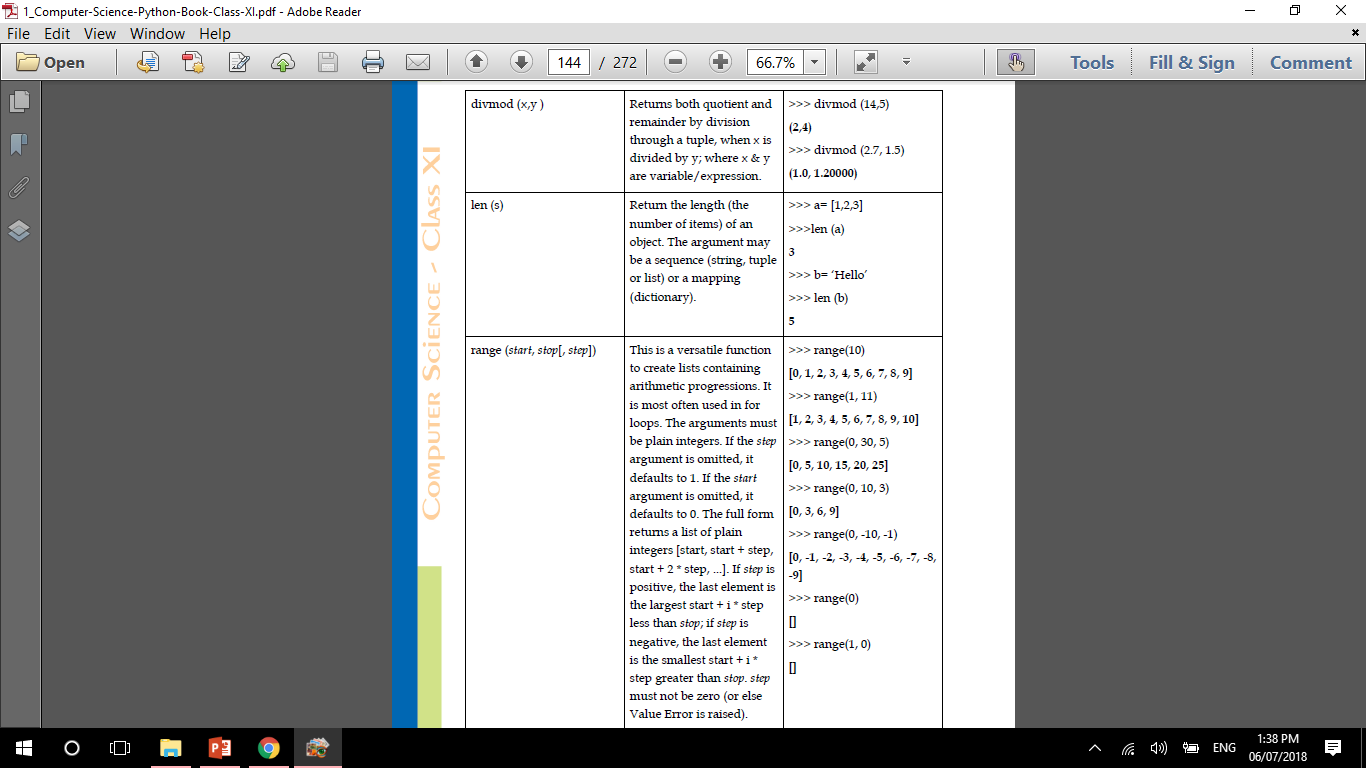 1_Computer-Science-Python-Book-Class-XI.pdf - Adobe Reader
File Edit View Window Help
Open 144 / 272 66.7% Tools Fill & Sign Comment
COMPUTER SCIENCE - CLASS XI
divmod (x,y )
Returns both quotient and
remainder by division
through a tuple, when x is
divided by y; where x & y
are variable/expression.
>>> divmod (14,5)
(2,4)
>>> divmod (2.7, 1.5)
(1.0, 1.20000)
len (s)
Return the length (the
number of items) of an
object. The argument may
be a sequence (string, tuple
or list) or a mapping
(dictionary).
>>> a= [1,2,3]
>>>len (a)
3
>>> b= ‘Hello’
>>> len (b)
5
range (start, stop[, step])
This is a versatile function
to create lists containing
arithmetic progressions. It
is most often used in for
loops. The arguments must
be plain integers. If the step
argument is omitted, it
defaults to 1. If the start
argument is omitted, it
defaults to 0. The full form
returns a list of plain
integers [start, start + step,
start + 2 * step, ...]. If step is
positive, the last element is
the largest start + i * step
less than stop; if step is
negative, the last element
is the smallest start + i *
step greater than stop. step
must not be zero (or else
Value Error is raised).
>>> range(10)
[0, 1, 2, 3, 4, 5, 6, 7, 8, 9]
>>> range(1, 11)
[1, 2, 3, 4, 5, 6, 7, 8, 9, 10]
>>> range(0, 30, 5)
[0, 5, 10, 15, 20, 25]
>>> range(0, 10, 3)
[0, 3, 6, 9]
>>> range(0, -10, -1)
[0, -1, -2, -3, -4, -5, -6, -7, -8,
-9]
>>> range(0)
[]
>>> range(1, 0)
[]
ENG
1:38 PM
06/07/2018